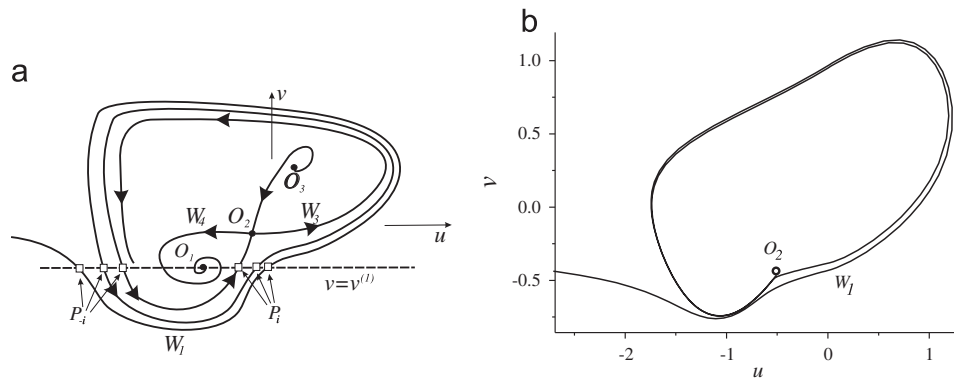 a
v
O₃
W₄
O₂
W₃
u
O₁
v=v⁽¹⁾
P₋ᵢ
Pᵢ
W₁
b
1.0
0.5
v
0.0
O₂
-0.5
W₁
-2
-1
0
1
u